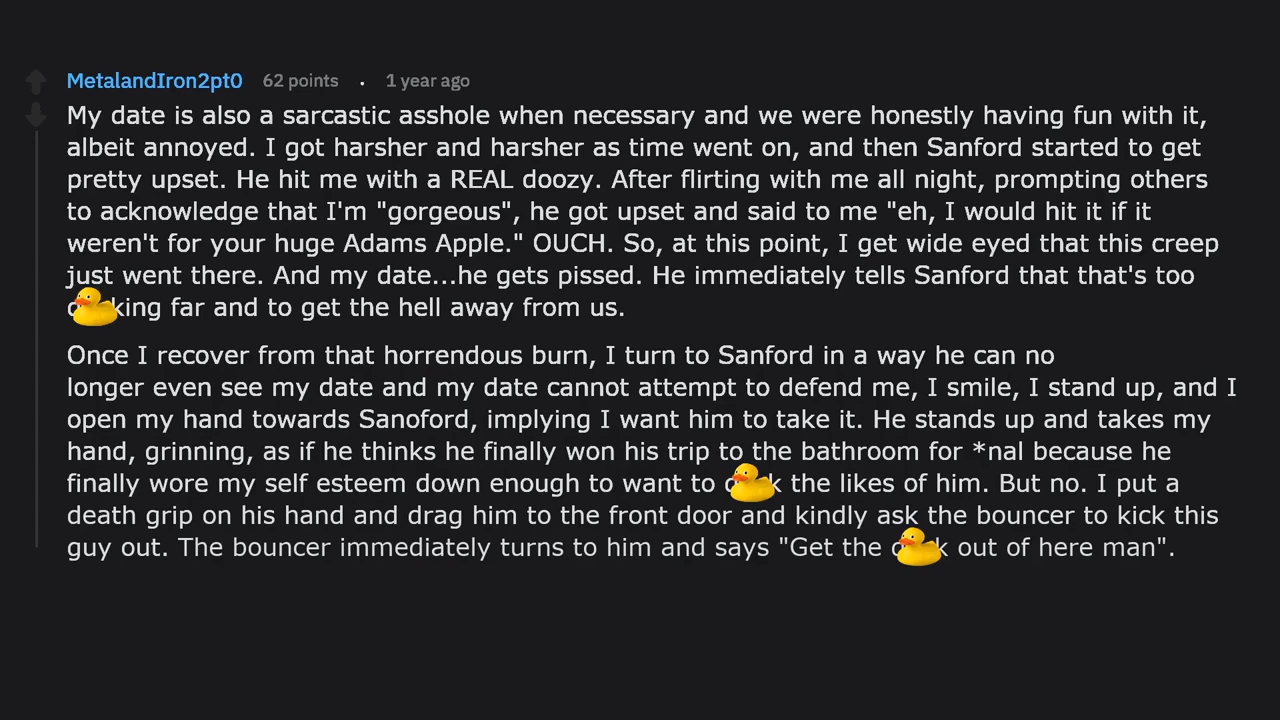 MetalandIron2pt0 62 points . 1 year ago
My date is also a sarcastic asshole when necessary and we were honestly having fun with it,
albeit annoyed. I got harsher and harsher as time went on, and then Sanford started to get
pretty upset. He hit me with a REAL doozy. After flirting with me all night, prompting others
to acknowledge that I'm "gorgeous", he got upset and said to me "eh, I would hit it if it
weren't for your huge Adams Apple." OUCH. So, at this point, I get wide eyed that this creep
just went there. And my date...he gets pissed. He immediately tells Sanford that that's too
king far and to get the hell away from us.
Once I recover from that horrendous burn, I turn to Sanford in a way he can no
longer even see my date and my date cannot attempt to defend me, I smile, I stand up, and I
open my hand towards Sanoford, implying I want him to take it. He stands up and takes my
hand, grinning, as if he thinks he finally won his trip to the bathroom for *nal because he
finally wore my self esteem down enough to want to k the likes of him. But no. I put a
death grip on his hand and drag him to the front door and kindly ask the bouncer to kick this
guy out. The bouncer immediately turns to him and says "Get the k out of here man".